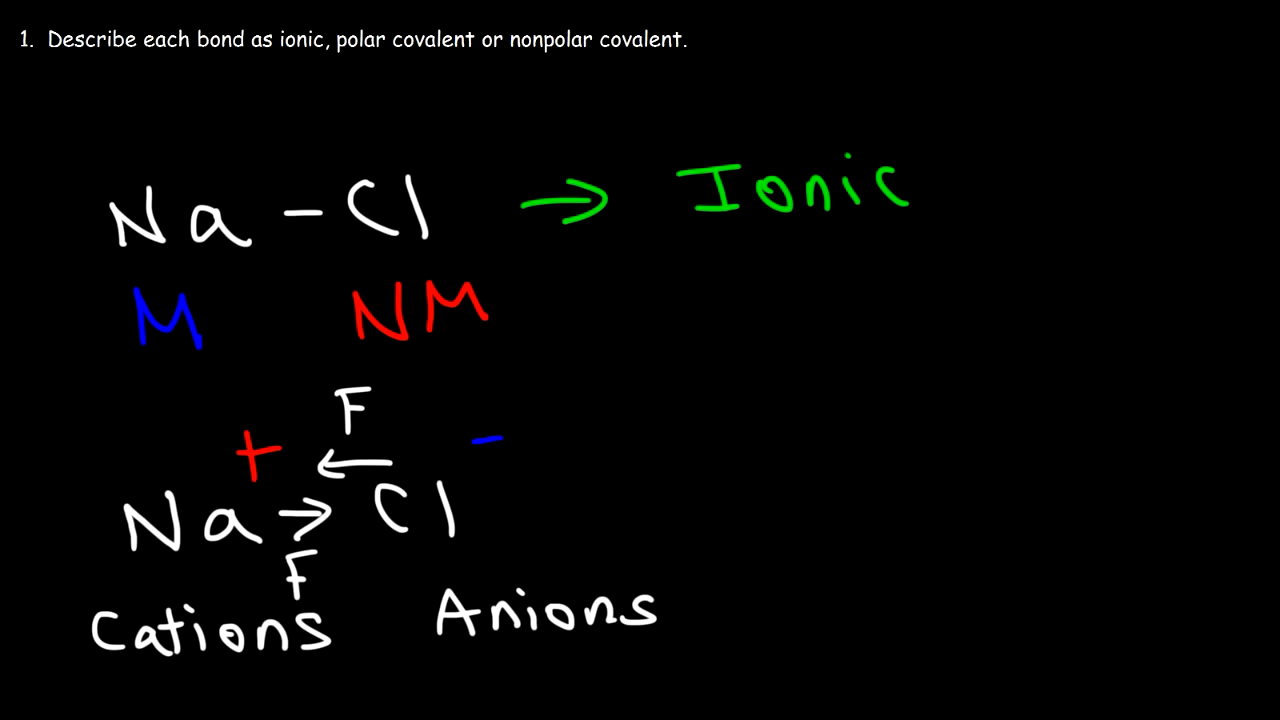 1. Describe each bond as ionic, polar covalent or nonpolar covalent.
Na - Cl → Ionic
M NM
F
+ ← -
Na → Cl
F
Cations Anions